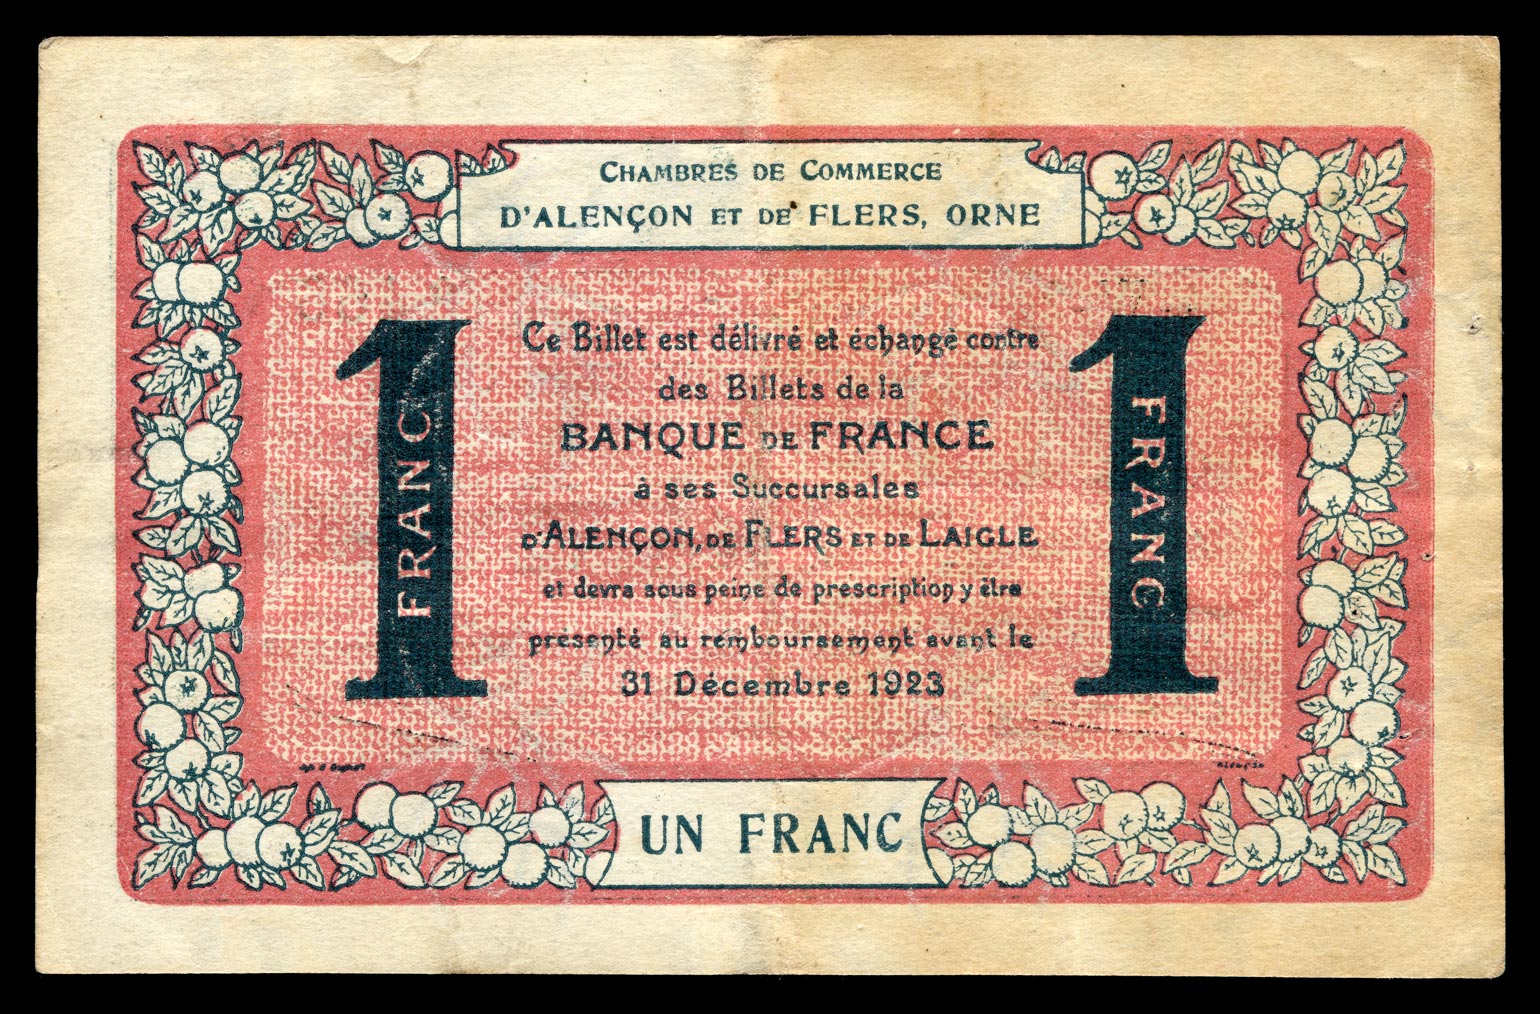 CHAMBRES DE COMMERCE
D'ALENÇON ET DE FLERS, ORNE
1 FRANC
Ce Billet est délivré et échangé contre
des Billets de la
BANQUE DE FRANCE
à ses Succursales
D'ALENÇON, DE FLERS ET DE LAIGLE
et devra sous peine de prescription y être
présenté au remboursement avant le
31 Décembre 1923
1 FRANC
UN FRANC